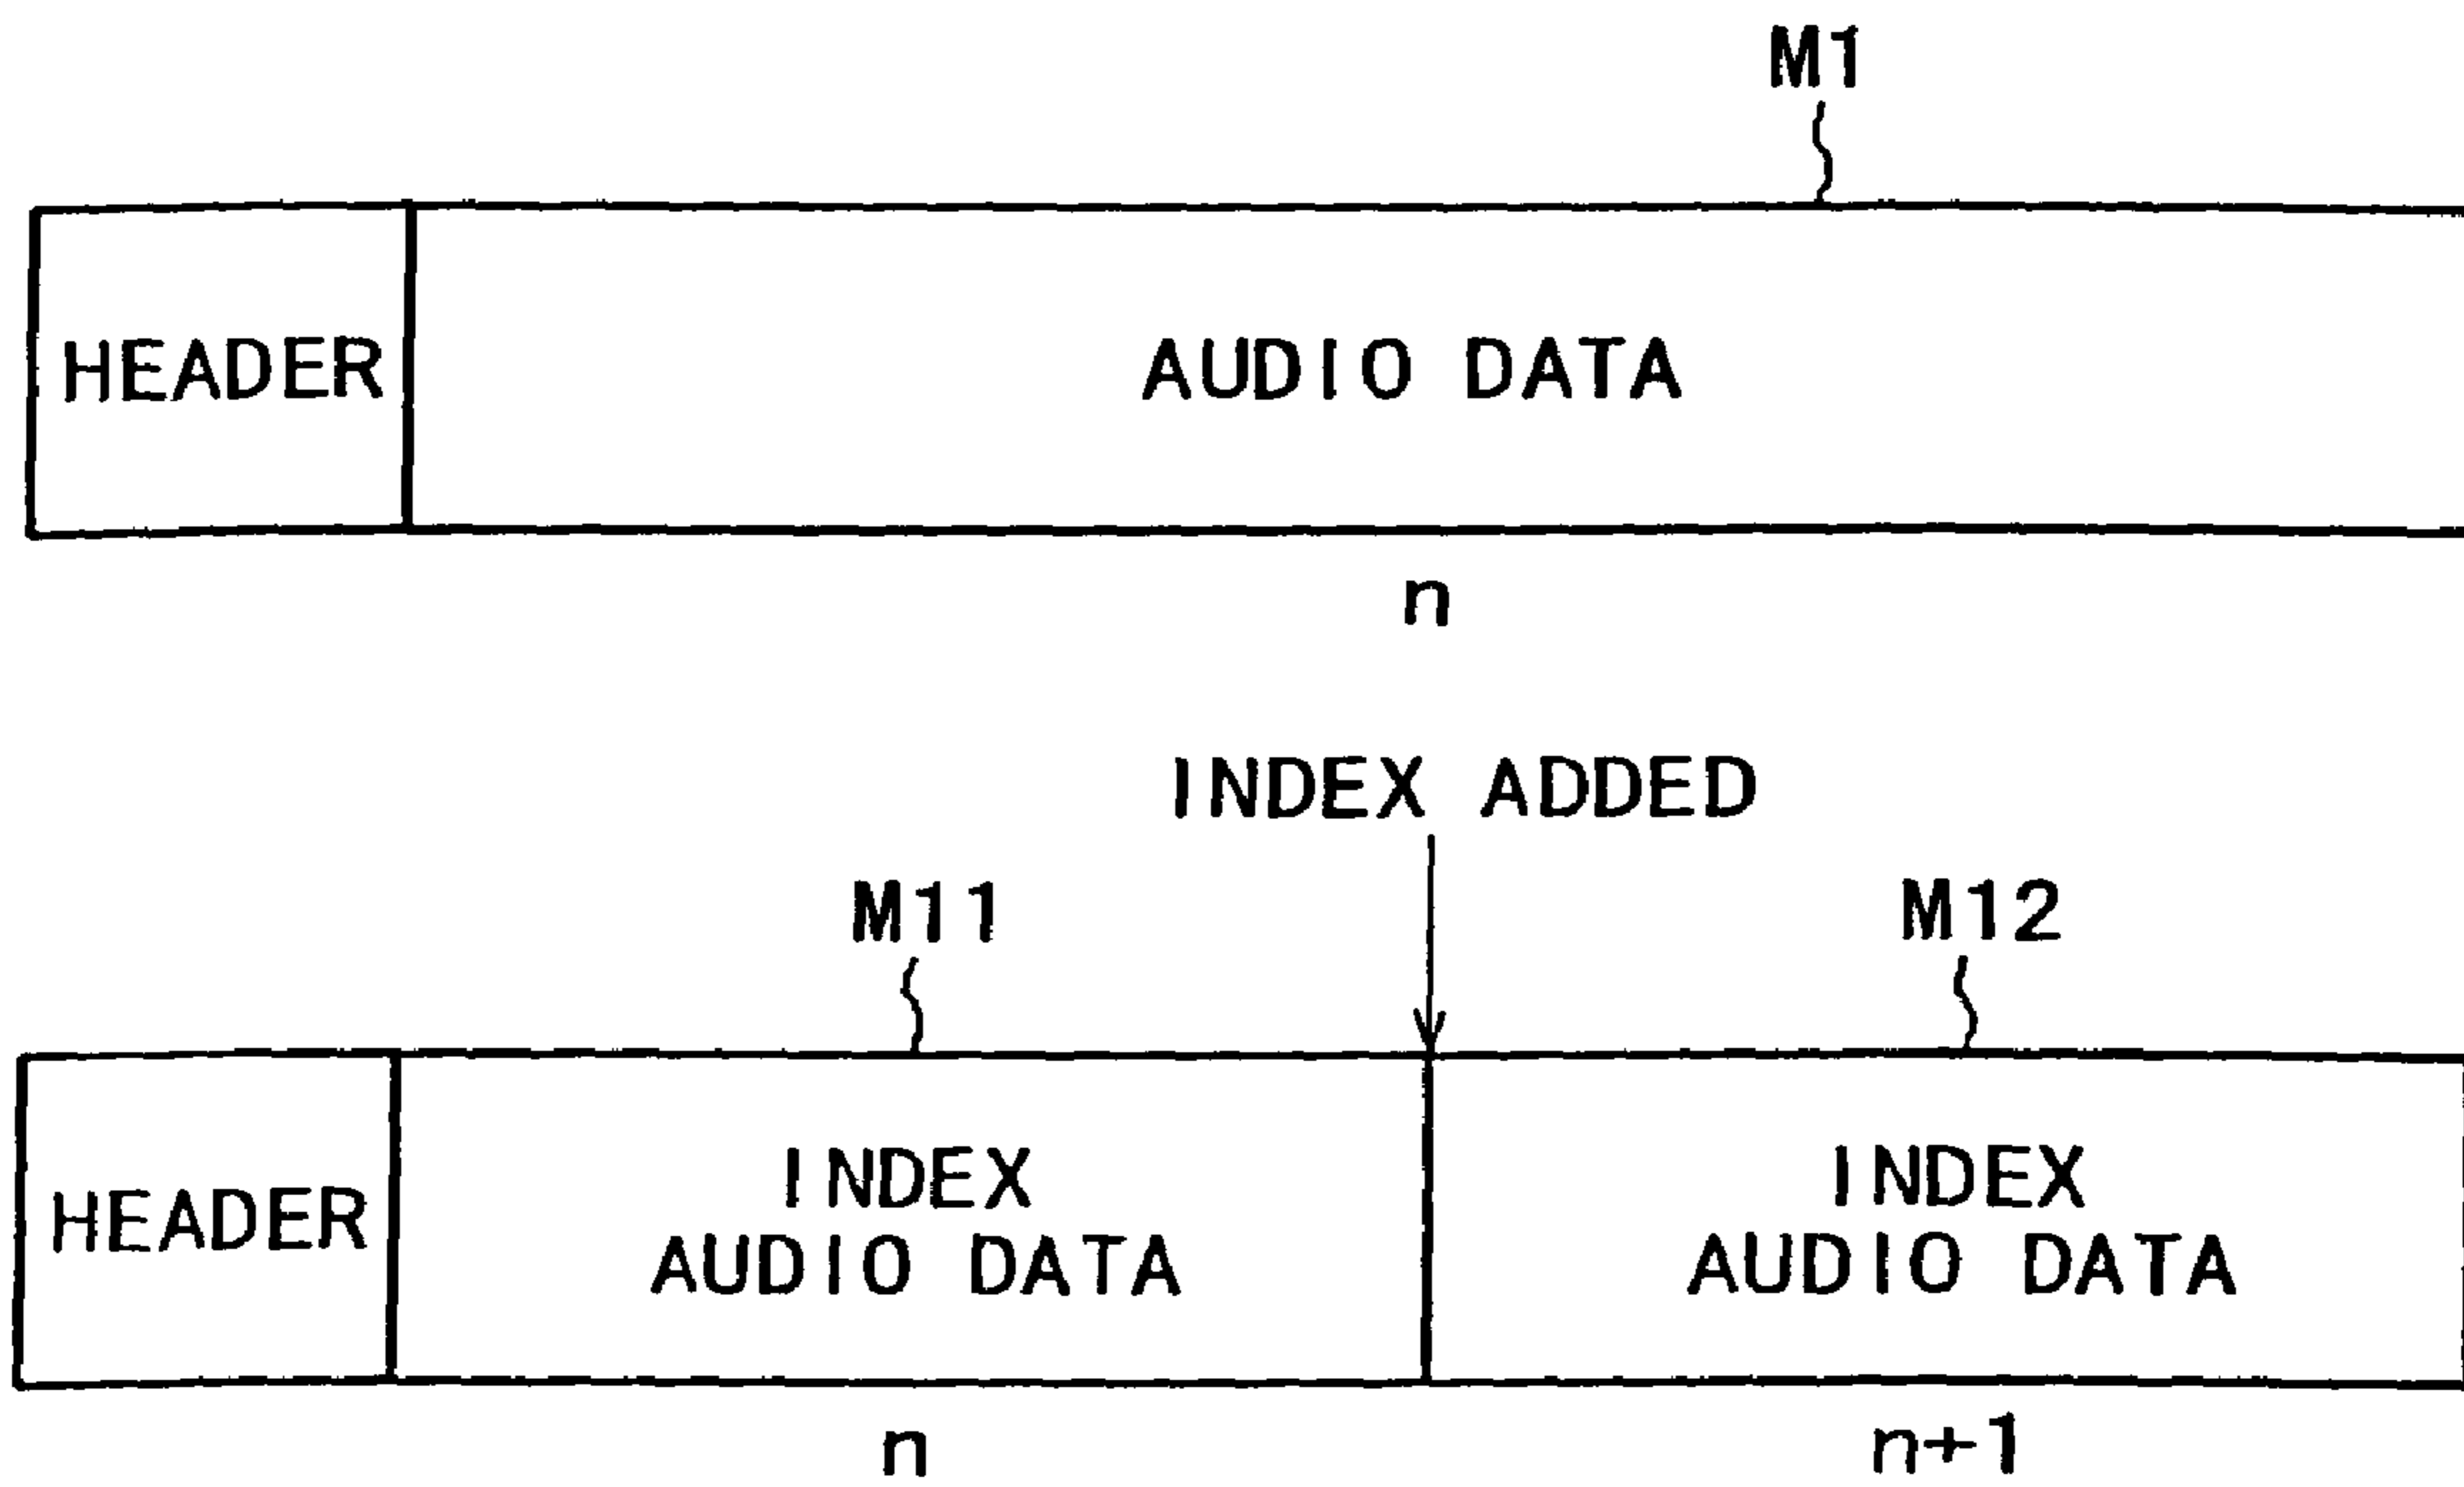 M1
HEADER
AUDIO DATA
n
INDEX ADDED
M11
M12
HEADER
INDEX
AUDIO DATA
INDEX
AUDIO DATA
n
n+1